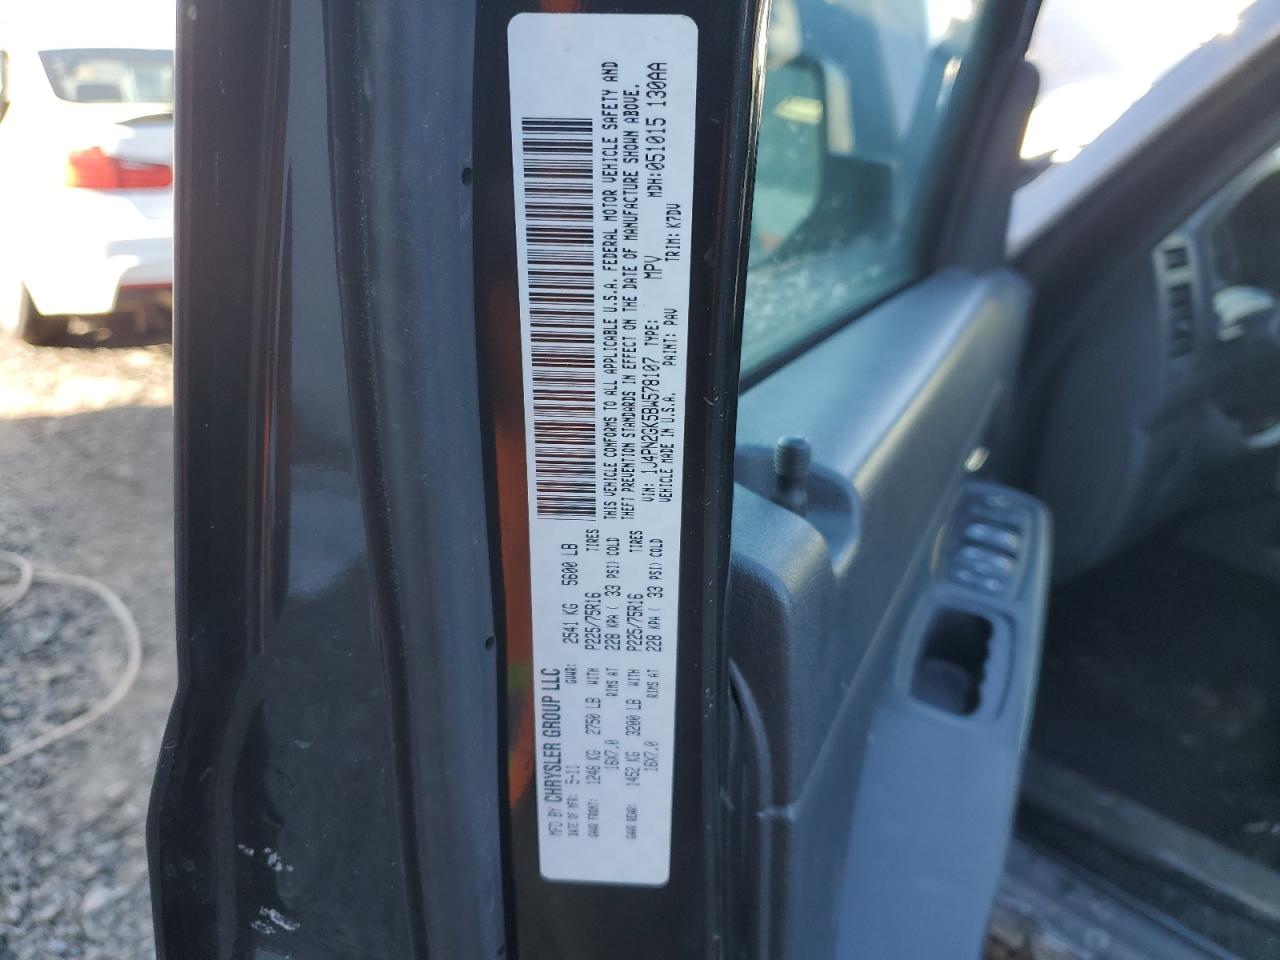 MFD BY CHRYSLER GROUP LLC
DATE OF MFR: 5-11 GVWR: 2541 KG 5600 LB
GAWR FRONT: 1248 KG 2750 LB WITH P225/75R16 TIRES
16X7.0 RIMS AT 228 KPA ( 33 PSI) COLD
GAWR REAR: 1452 KG 3200 LB WITH P225/75R16 TIRES
16X7.0 RIMS AT 228 KPA ( 33 PSI) COLD
THIS VEHICLE CONFORMS TO ALL APPLICABLE U.S.A. FEDERAL MOTOR VEHICLE SAFETY AND
THEFT PREVENTION STANDARDS IN EFFECT ON THE DATE OF MANUFACTURE SHOWN ABOVE.
VIN: 1J4PN2GK5BW578107 TYPE: MPV MDH:051015 130AA
VEHICLE MADE IN U.S.A. PAINT: PAV TRIM: K7DV